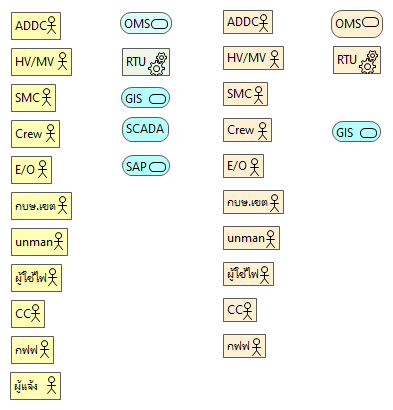 ADDC
HV/MV
SMC
Crew
E/O
กบษ.เขต
unman
ผู้ใช้ไฟ
CC
กฟฟ
ผู้แจ้ง
OMS
RTU
GIS
SCADA
SAP
ADDC
HV/MV
SMC
Crew
E/O
กบษ.เขต
unman
ผู้ใช้ไฟ
CC
กฟฟ
OMS
RTU
GIS